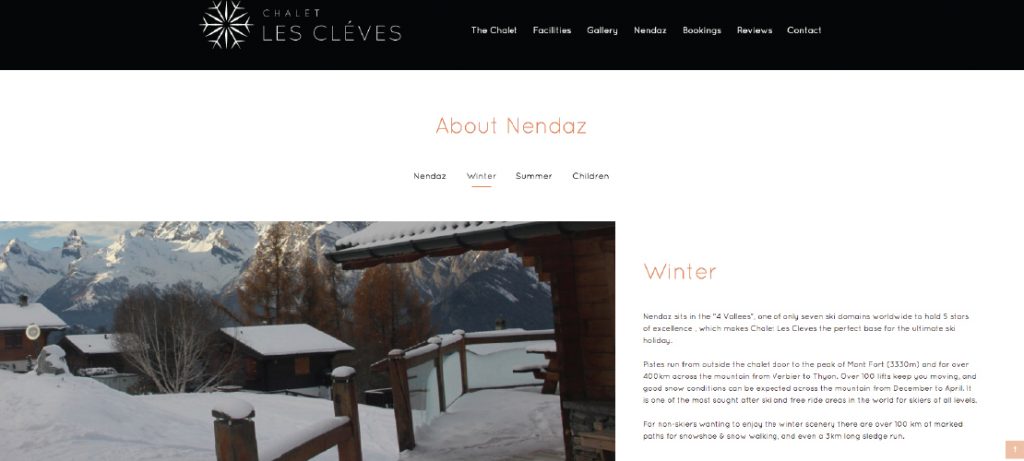 CHALET
LES CLÉVES
The Chalet Facilities Gallery Nendaz Bookings Reviews Contact
About Nendaz
Nendaz Winter Summer Children
Winter
Nendaz sits in the "4 Vallees", one of only seven ski domains worldwide to hold 5 stars
of excellence , which makes Chalet Les Cleves the perfect base for the ultimate ski
holiday.
Pistes run from outside the chalet door to the peak of Mont Fort (3330m) and for over
400km across the mountain from Verbier to Thyon. Over 100 lifts keep you moving, and
good snow conditions can be expected across the mountain from December to April. It
is one of the most sought after ski and free ride areas in the world for skiers of all levels.
For non-skiers wanting to enjoy the winter scenery there are over 100 km of marked
paths for snowshoe & snow walking, and even a 3km long sledge run.
↑